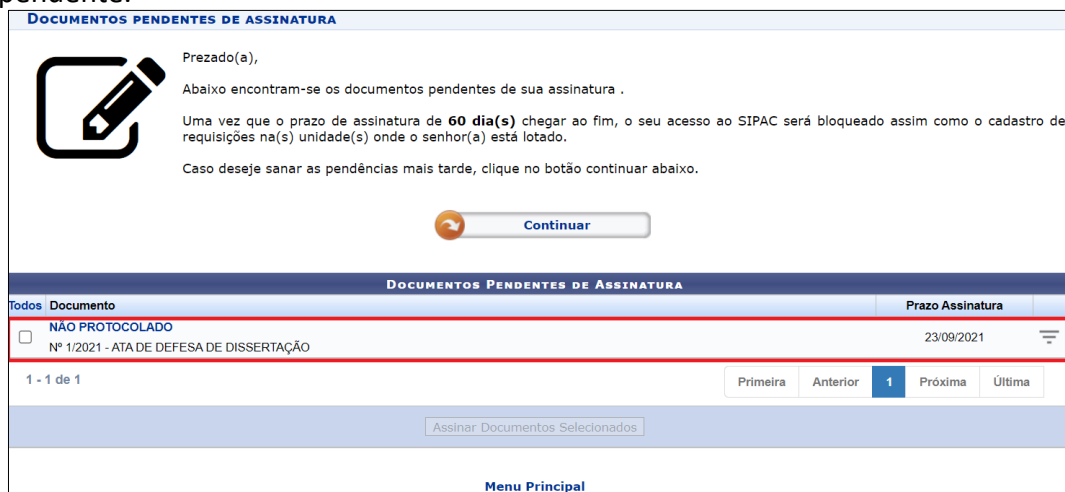 pendente.
DOCUMENTOS PENDENTES DE ASSINATURA
Prezado(a),
Abaixo encontram-se os documentos pendentes de sua assinatura .
Uma vez que o prazo de assinatura de 60 dia(s) chegar ao fim, o seu acesso ao SIPAC será bloqueado assim como o cadastro de
requisições na(s) unidade(s) onde o senhor(a) está lotado.
Caso deseje sanar as pendências mais tarde, clique no botão continuar abaixo.
Continuar
DOCUMENTOS PENDENTES DE ASSINATURA
Todos Documento Prazo Assinatura
NÃO PROTOCOLADO
Nº 1/2021 - ATA DE DEFESA DE DISSERTAÇÃO 23/09/2021
1 - 1 de 1 Primeira Anterior 1 Próxima Última
Assinar Documentos Selecionados
Menu Principal